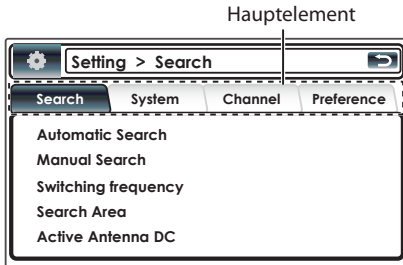 Hauptelement
Setting > Search
Search System Channel Preference
Automatic Search
Manual Search
Switching frequency
Search Area
Active Antenna DC